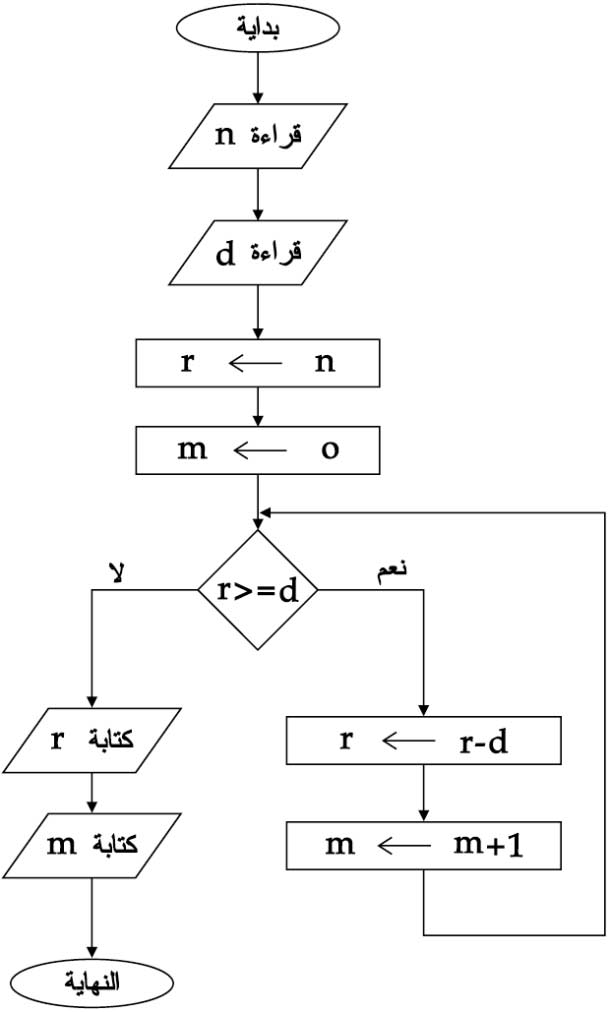 بداية
قراءة n
قراءة d
r ← n
m ← o
r>=d
لا
نعم
r ← r-d
m ← m+1
كتابة r
كتابة m
النهاية